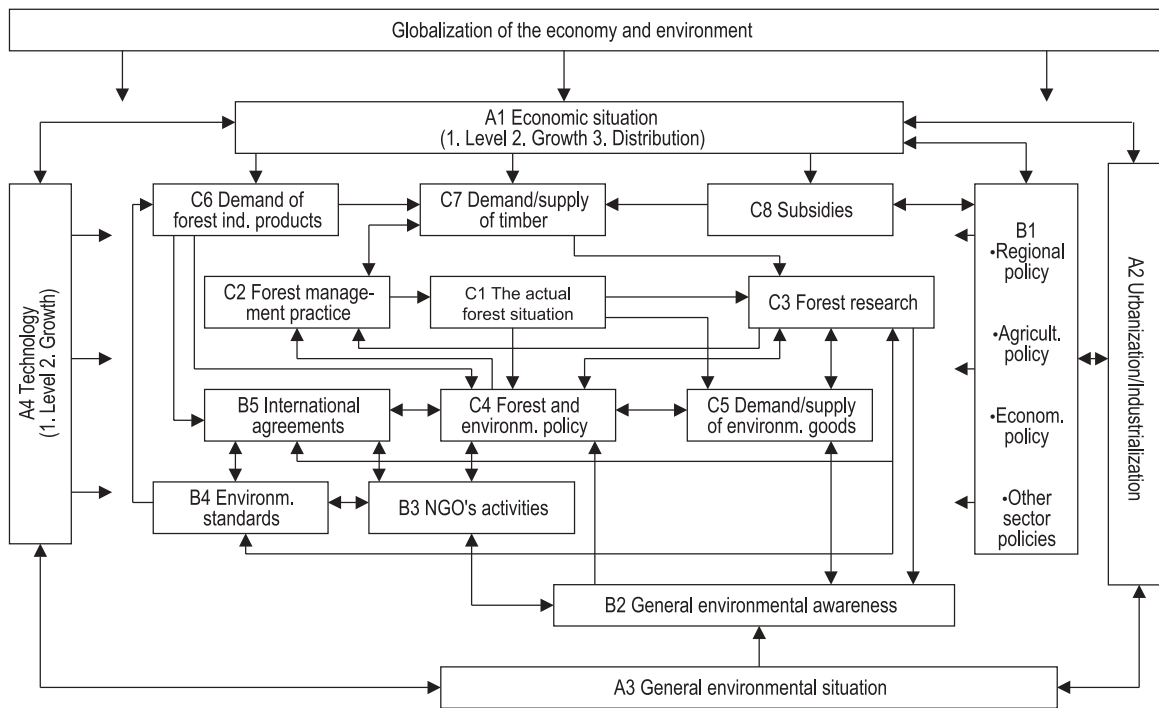 Globalization of the economy and environment
A1 Economic situation
(1. Level 2. Growth 3. Distribution)
A4 Technology
(1. Level 2. Growth)
C6 Demand of
forest ind. products
C7 Demand/supply
of timber
C8 Subsidies
B1
•Regional
policy
•Agricult.
policy
•Econom.
policy
•Other
sector
policies
A2 Urbanization/Industrialization
C2 Forest manage-
ment practice
C1 The actual
forest situation
C3 Forest research
B5 International
agreements
C4 Forest and
environm. policy
C5 Demand/supply
of environm. goods
B4 Environm.
standards
B3 NGO's activities
B2 General environmental awareness
A3 General environmental situation